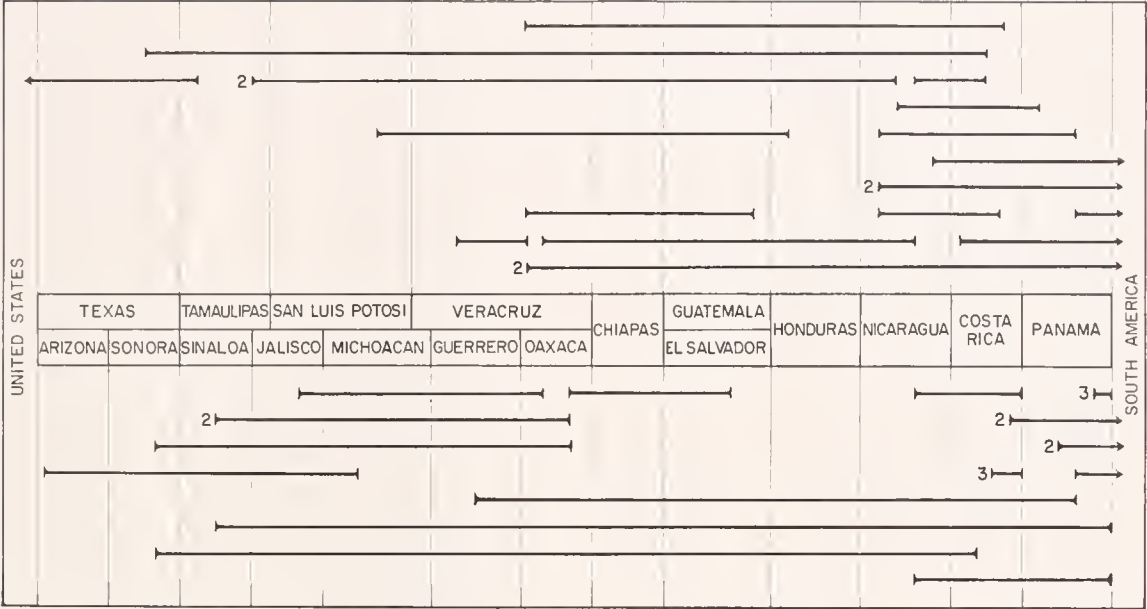 2
2
2
TEXAS TAMAULIPAS SAN LUIS POTOSI VERACRUZ CHIAPAS GUATEMALA HONDURAS NICARAGUA COSTA RICA PANAMA
ARIZONA SONORA SINALOA JALISCO MICHOACAN GUERRERO OAXACA EL SALVADOR
UNITED STATES
SOUTH AMERICA
3
2 2
2
3